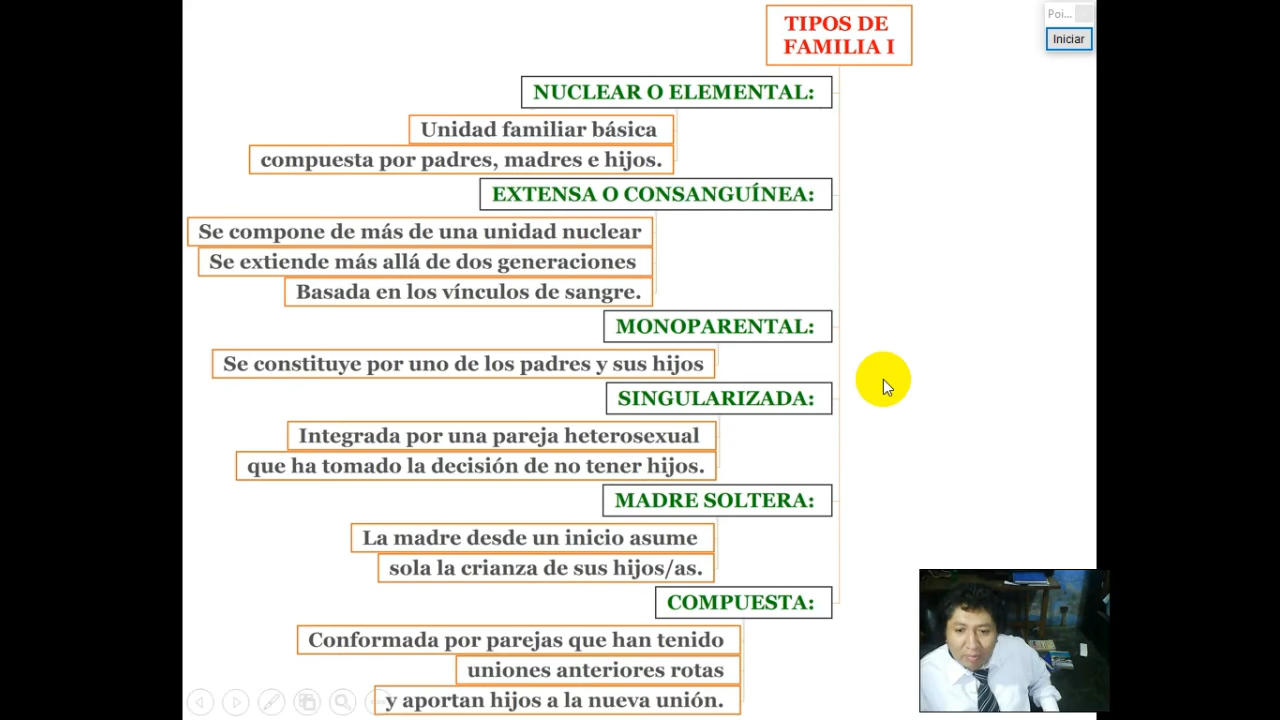 TIPOS DE
FAMILIA I
Poi...
Iniciar
NUCLEAR O ELEMENTAL:
Unidad familiar básica
compuesta por padres, madres e hijos.
EXTENSA O CONSANGUÍNEA:
Se compone de más de una unidad nuclear
Se extiende más allá de dos generaciones
Basada en los vínculos de sangre.
MONOPARENTAL:
Se constituye por uno de los padres y sus hijos
SINGULARIZADA:
Integrada por una pareja heterosexual
que ha tomado la decisión de no tener hijos.
MADRE SOLTERA:
La madre desde un inicio asume
sola la crianza de sus hijos/as.
COMPUESTA:
Conformada por parejas que han tenido
uniones anteriores rotas
y aportan hijos a la nueva unión.